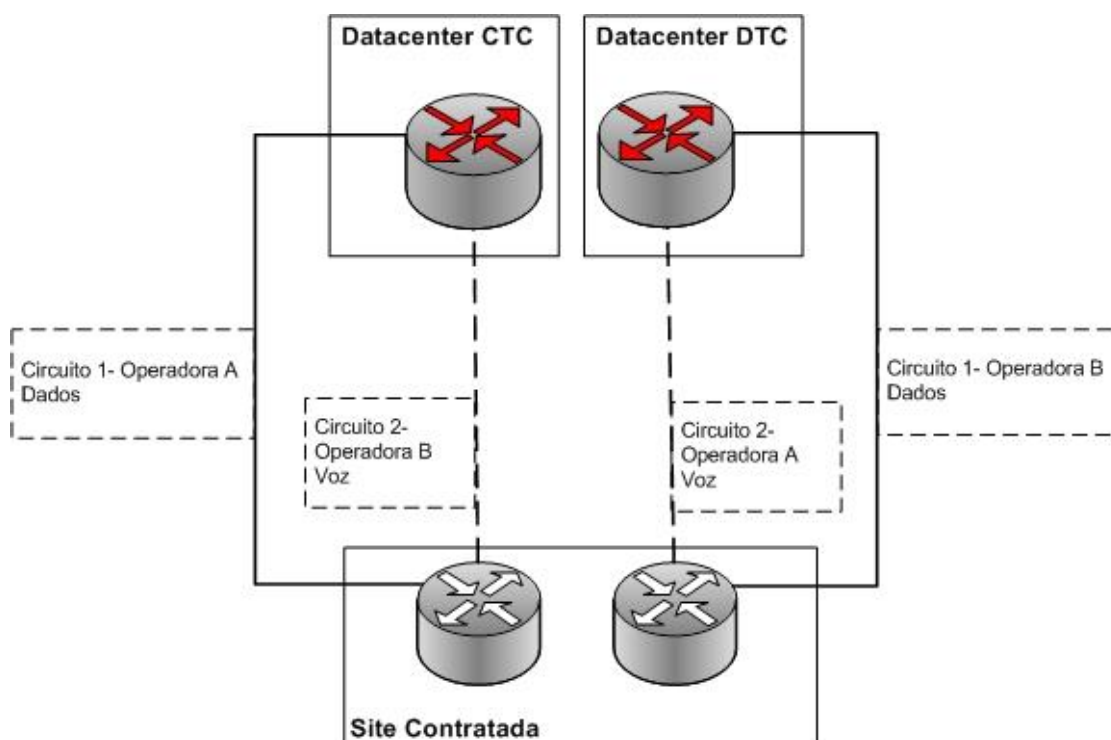 Datacenter CTC
Datacenter DTC
Circuito 1- Operadora A
Dados
Circuito 1- Operadora B
Dados
Circuito 2-
Operadora B
Voz
Circuito 2-
Operadora A
Voz
Site Contratada